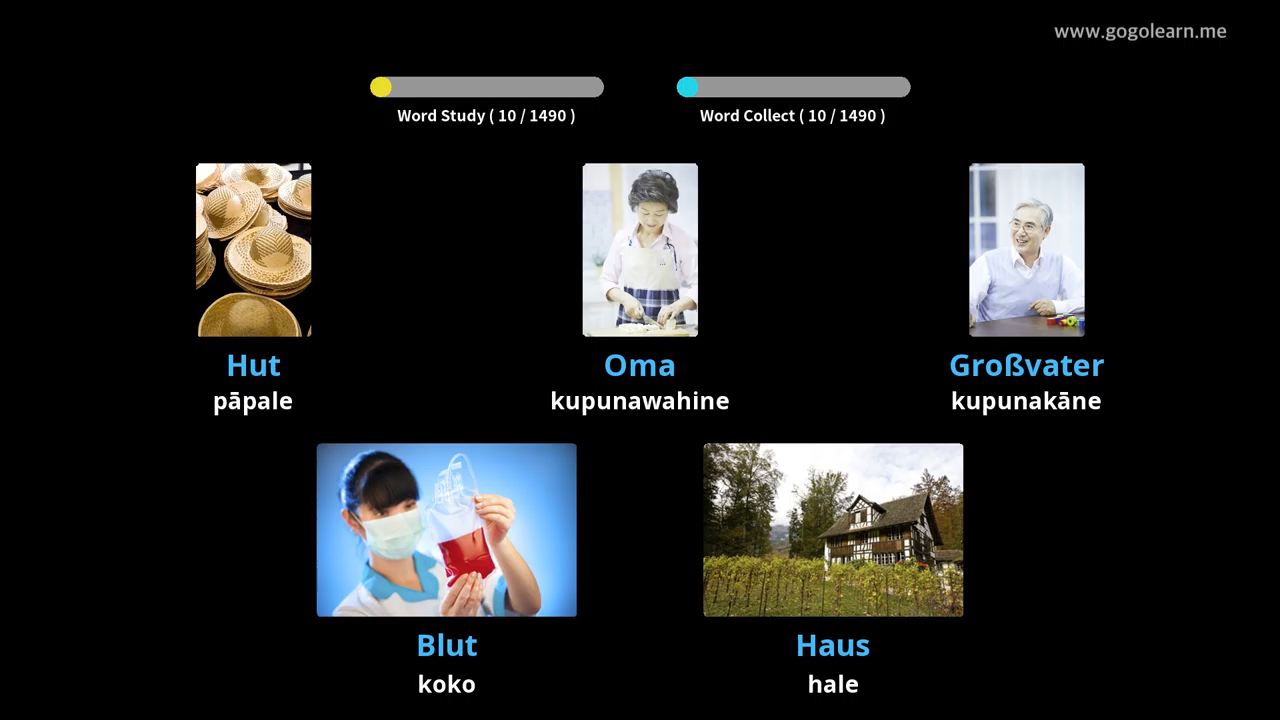 www.gogolearn.me
Word Study ( 10 / 1490 )
Word Collect ( 10 / 1490 )
Hut
pāpale
Oma
kupunawahine
Großvater
kupunakāne
Blut
koko
Haus
hale